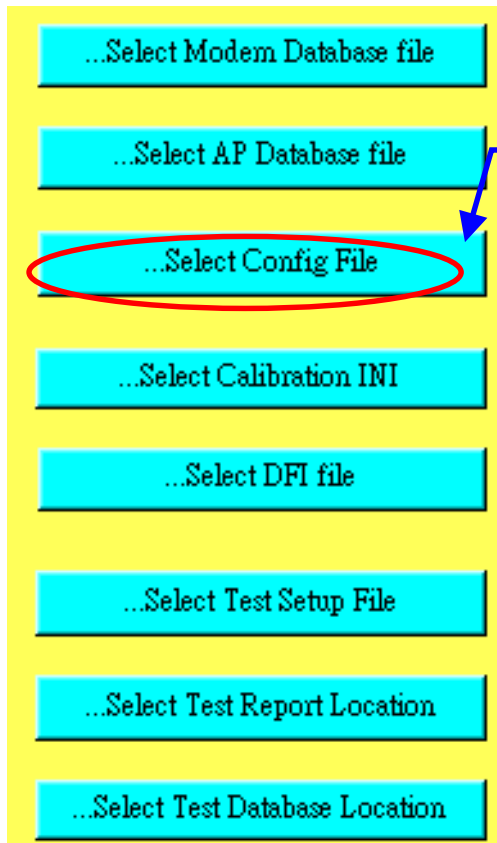 ...Select Modem Database file
...Select AP Database file
...Select Config File
...Select Calibration INI
...Select DFI file
...Select Test Setup File
...Select Test Report Location
...Select Test Database Location